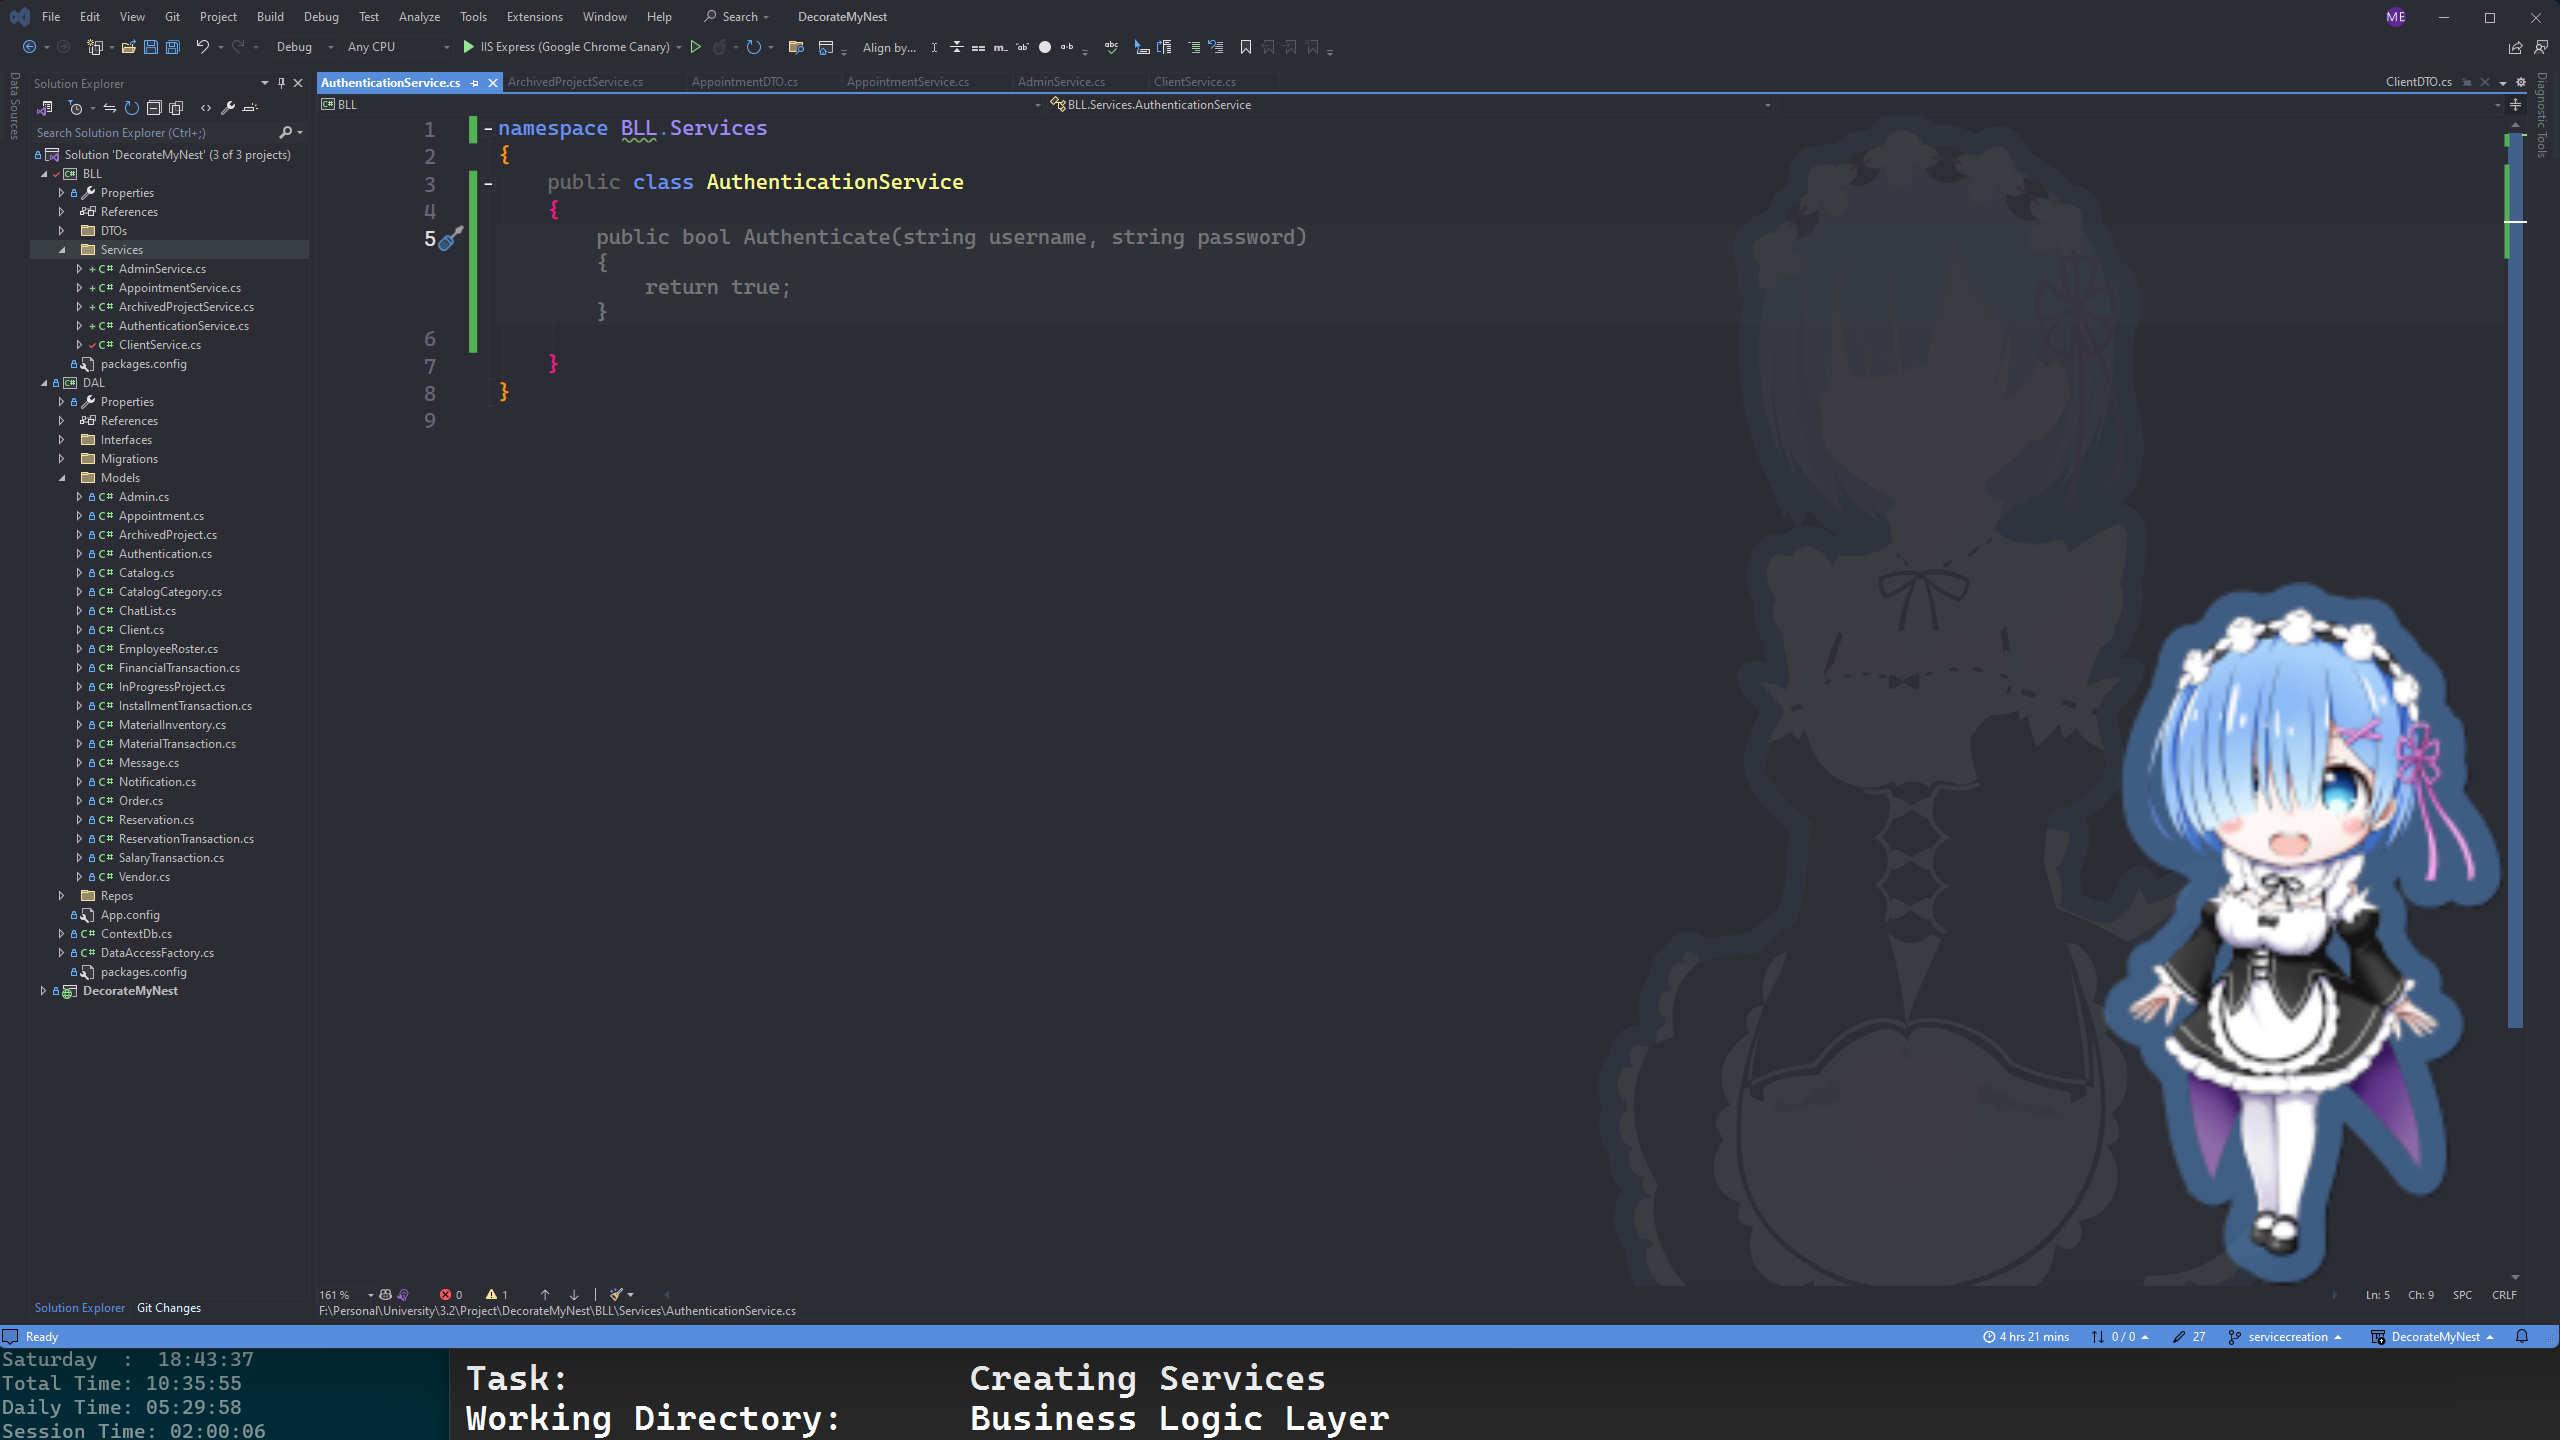 File Edit View Git Project Build Debug Test Analyze Tools Extensions Window Help Search DecorateMyNest ME
Debug Any CPU IIS Express (Google Chrome Canary) Align by...
Data Sources
Solution Explorer
Search Solution Explorer (Ctrl+;)
Solution 'DecorateMyNest' (3 of 3 projects)
BLL
Properties
References
DTOs
Services
C# AdminService.cs
C# AppointmentService.cs
C# ArchivedProjectService.cs
C# AuthenticationService.cs
C# ClientService.cs
packages.config
DAL
Properties
References
Interfaces
Migrations
Models
C# Admin.cs
C# Appointment.cs
C# ArchivedProject.cs
C# Authentication.cs
C# Catalog.cs
C# CatalogCategory.cs
C# ChatList.cs
C# Client.cs
C# EmployeeRoster.cs
C# FinancialTransaction.cs
C# InProgressProject.cs
C# InstallmentTransaction.cs
C# MaterialInventory.cs
C# MaterialTransaction.cs
C# Message.cs
C# Notification.cs
C# Order.cs
C# Reservation.cs
C# ReservationTransaction.cs
C# SalaryTransaction.cs
C# Vendor.cs
Repos
App.config
C# ContextDb.cs
C# DataAccessFactory.cs
packages.config
DecorateMyNest
Solution Explorer Git Changes
AuthenticationService.cs ArchivedProjectService.cs AppointmentDTO.cs AppointmentService.cs AdminService.cs ClientService.cs ClientDTO.cs
BLL BLL.Services.AuthenticationService
1 namespace BLL.Services
2 {
3 public class AuthenticationService
4 {
5 public bool Authenticate(string username, string password)
{
return true;
}
6
7 }
8 }
9
Diagnostic Tools
161 % 0 1 Ln: 5 Ch: 9 SPC CRLF
F:\Personal\University\3.2\Project\DecorateMyNest\BLL\Services\AuthenticationService.cs
Ready 4 hrs 21 mins 0 / 0 27 servicecreation DecorateMyNest
Saturday : 18:43:37
Total Time: 10:35:55
Daily Time: 05:29:58
Session Time: 02:00:06
Task: Creating Services
Working Directory: Business Logic Layer